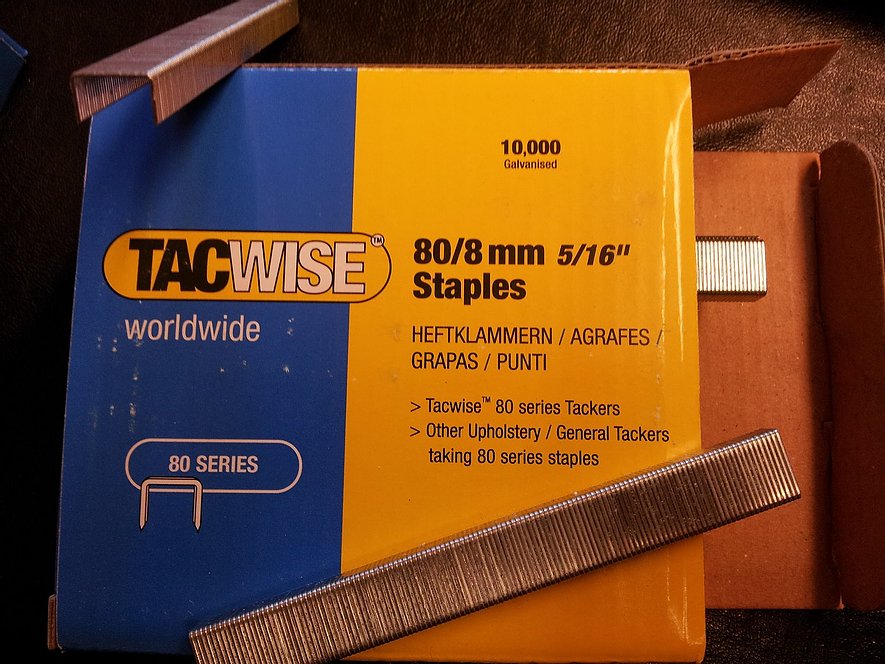 10,000
Galvanised
TACWISE™
worldwide
80/8 mm 5/16"
Staples
HEFTKLAMMERN / AGRAFES /
GRAPAS / PUNTI
> Tacwise™ 80 series Tackers
> Other Upholstery / General Tackers
taking 80 series staples
80 SERIES